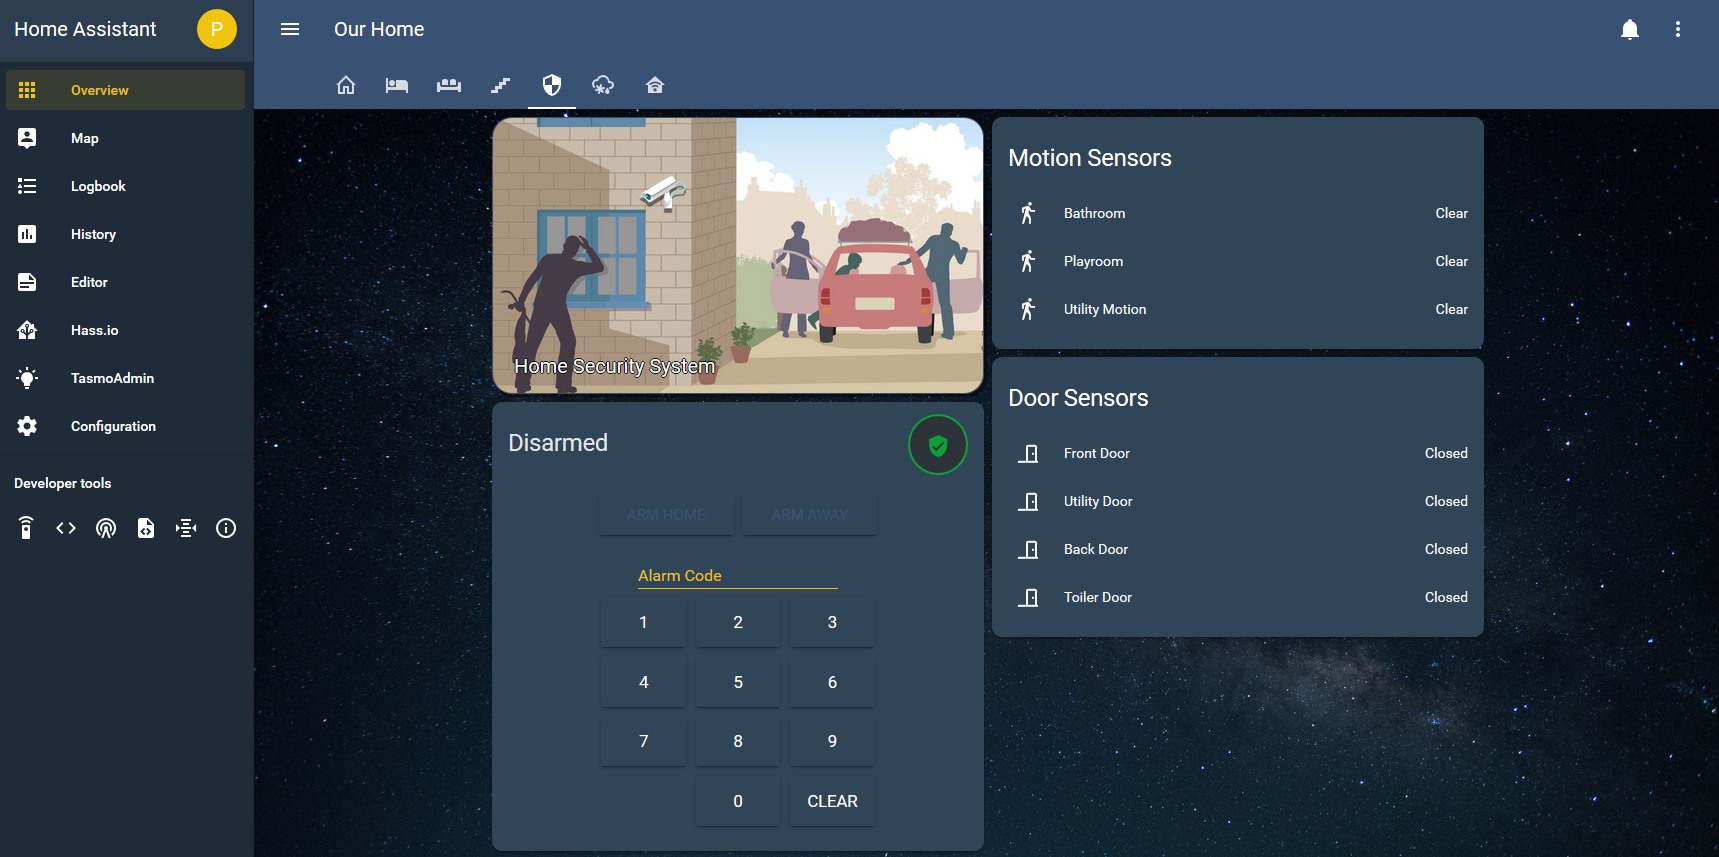 Home Assistant
P
Overview
Map
Logbook
History
Editor
Hass.io
TasmoAdmin
Configuration
Developer tools
Our Home
Home Security System
Disarmed
ARM HOME
ARM AWAY
Alarm Code
1 2 3
4 5 6
7 8 9
0 CLEAR
Motion Sensors
Bathroom Clear
Playroom Clear
Utility Motion Clear
Door Sensors
Front Door Closed
Utility Door Closed
Back Door Closed
Toiler Door Closed